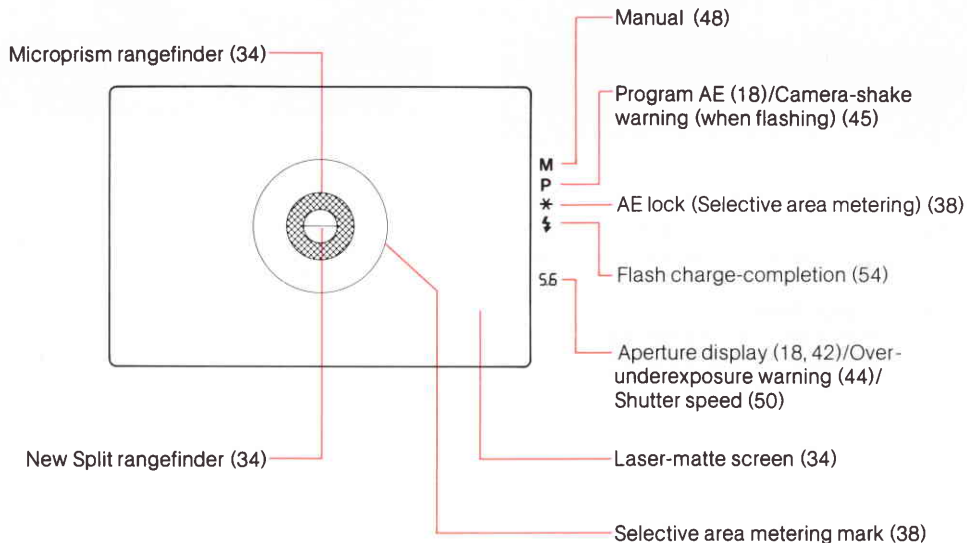 Manual (48)
Microprism rangefinder (34)
Program AE (18)/Camera-shake
warning (when flashing) (45)
M
P
* AE lock (Selective area metering) (38)
Flash charge-completion (54)
5.6
Aperture display (18, 42)/Over-
underexposure warning (44)/
Shutter speed (50)
New Split rangefinder (34)
Laser-matte screen (34)
Selective area metering mark (38)